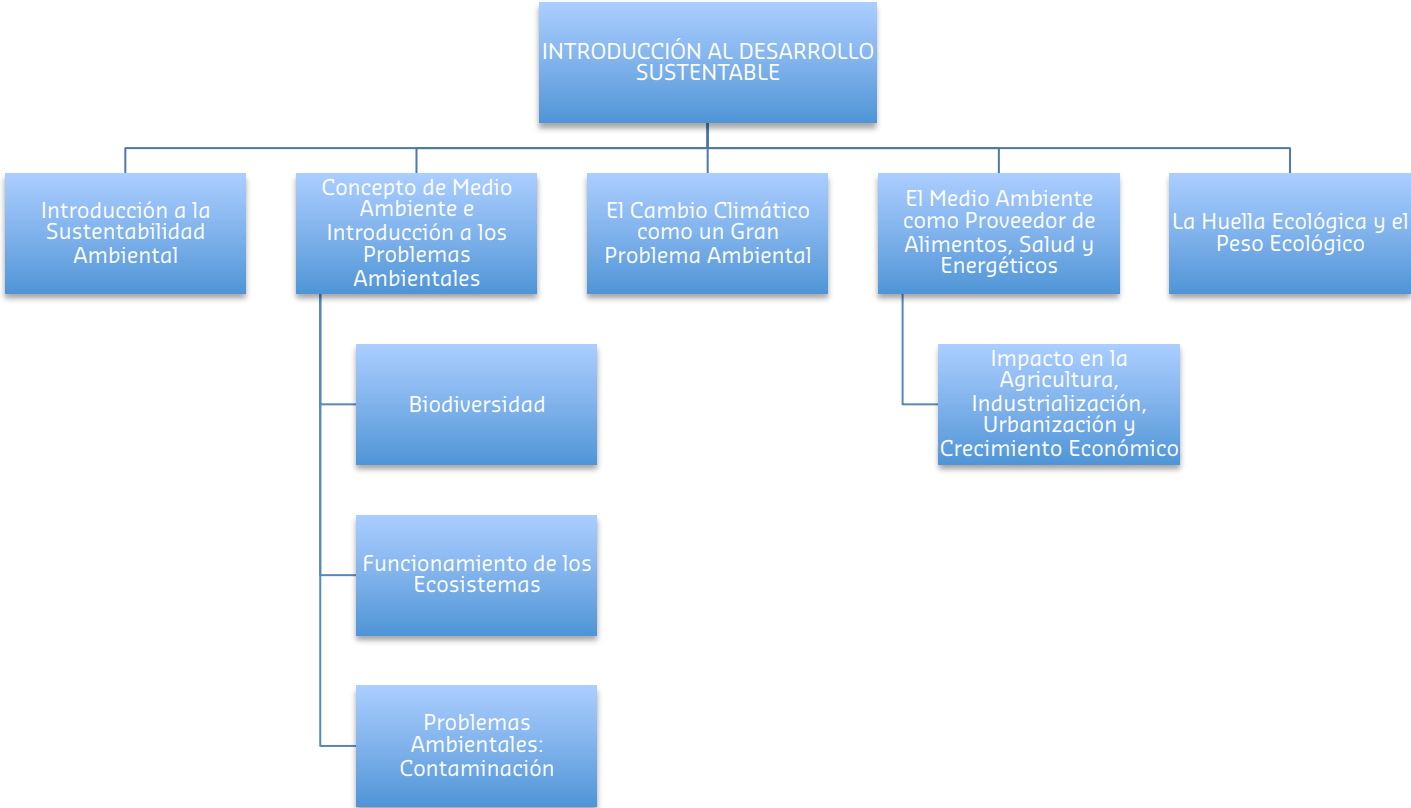 INTRODUCCIÓN AL DESARROLLO
SUSTENTABLE
Introducción a la
Sustentabilidad
Ambiental
Concepto de Medio
Ambiente e
Introducción a los
Problemas
Ambientales
El Cambio Climático
como un Gran
Problema Ambiental
El Medio Ambiente
como Proveedor de
Alimentos, Salud y
Energéticos
La Huella Ecológica y el
Peso Ecológico
Biodiversidad
Impacto en la
Agricultura,
Industrialización,
Urbanización y
Crecimiento Económico
Funcionamiento de los
Ecosistemas
Problemas
Ambientales:
Contaminación